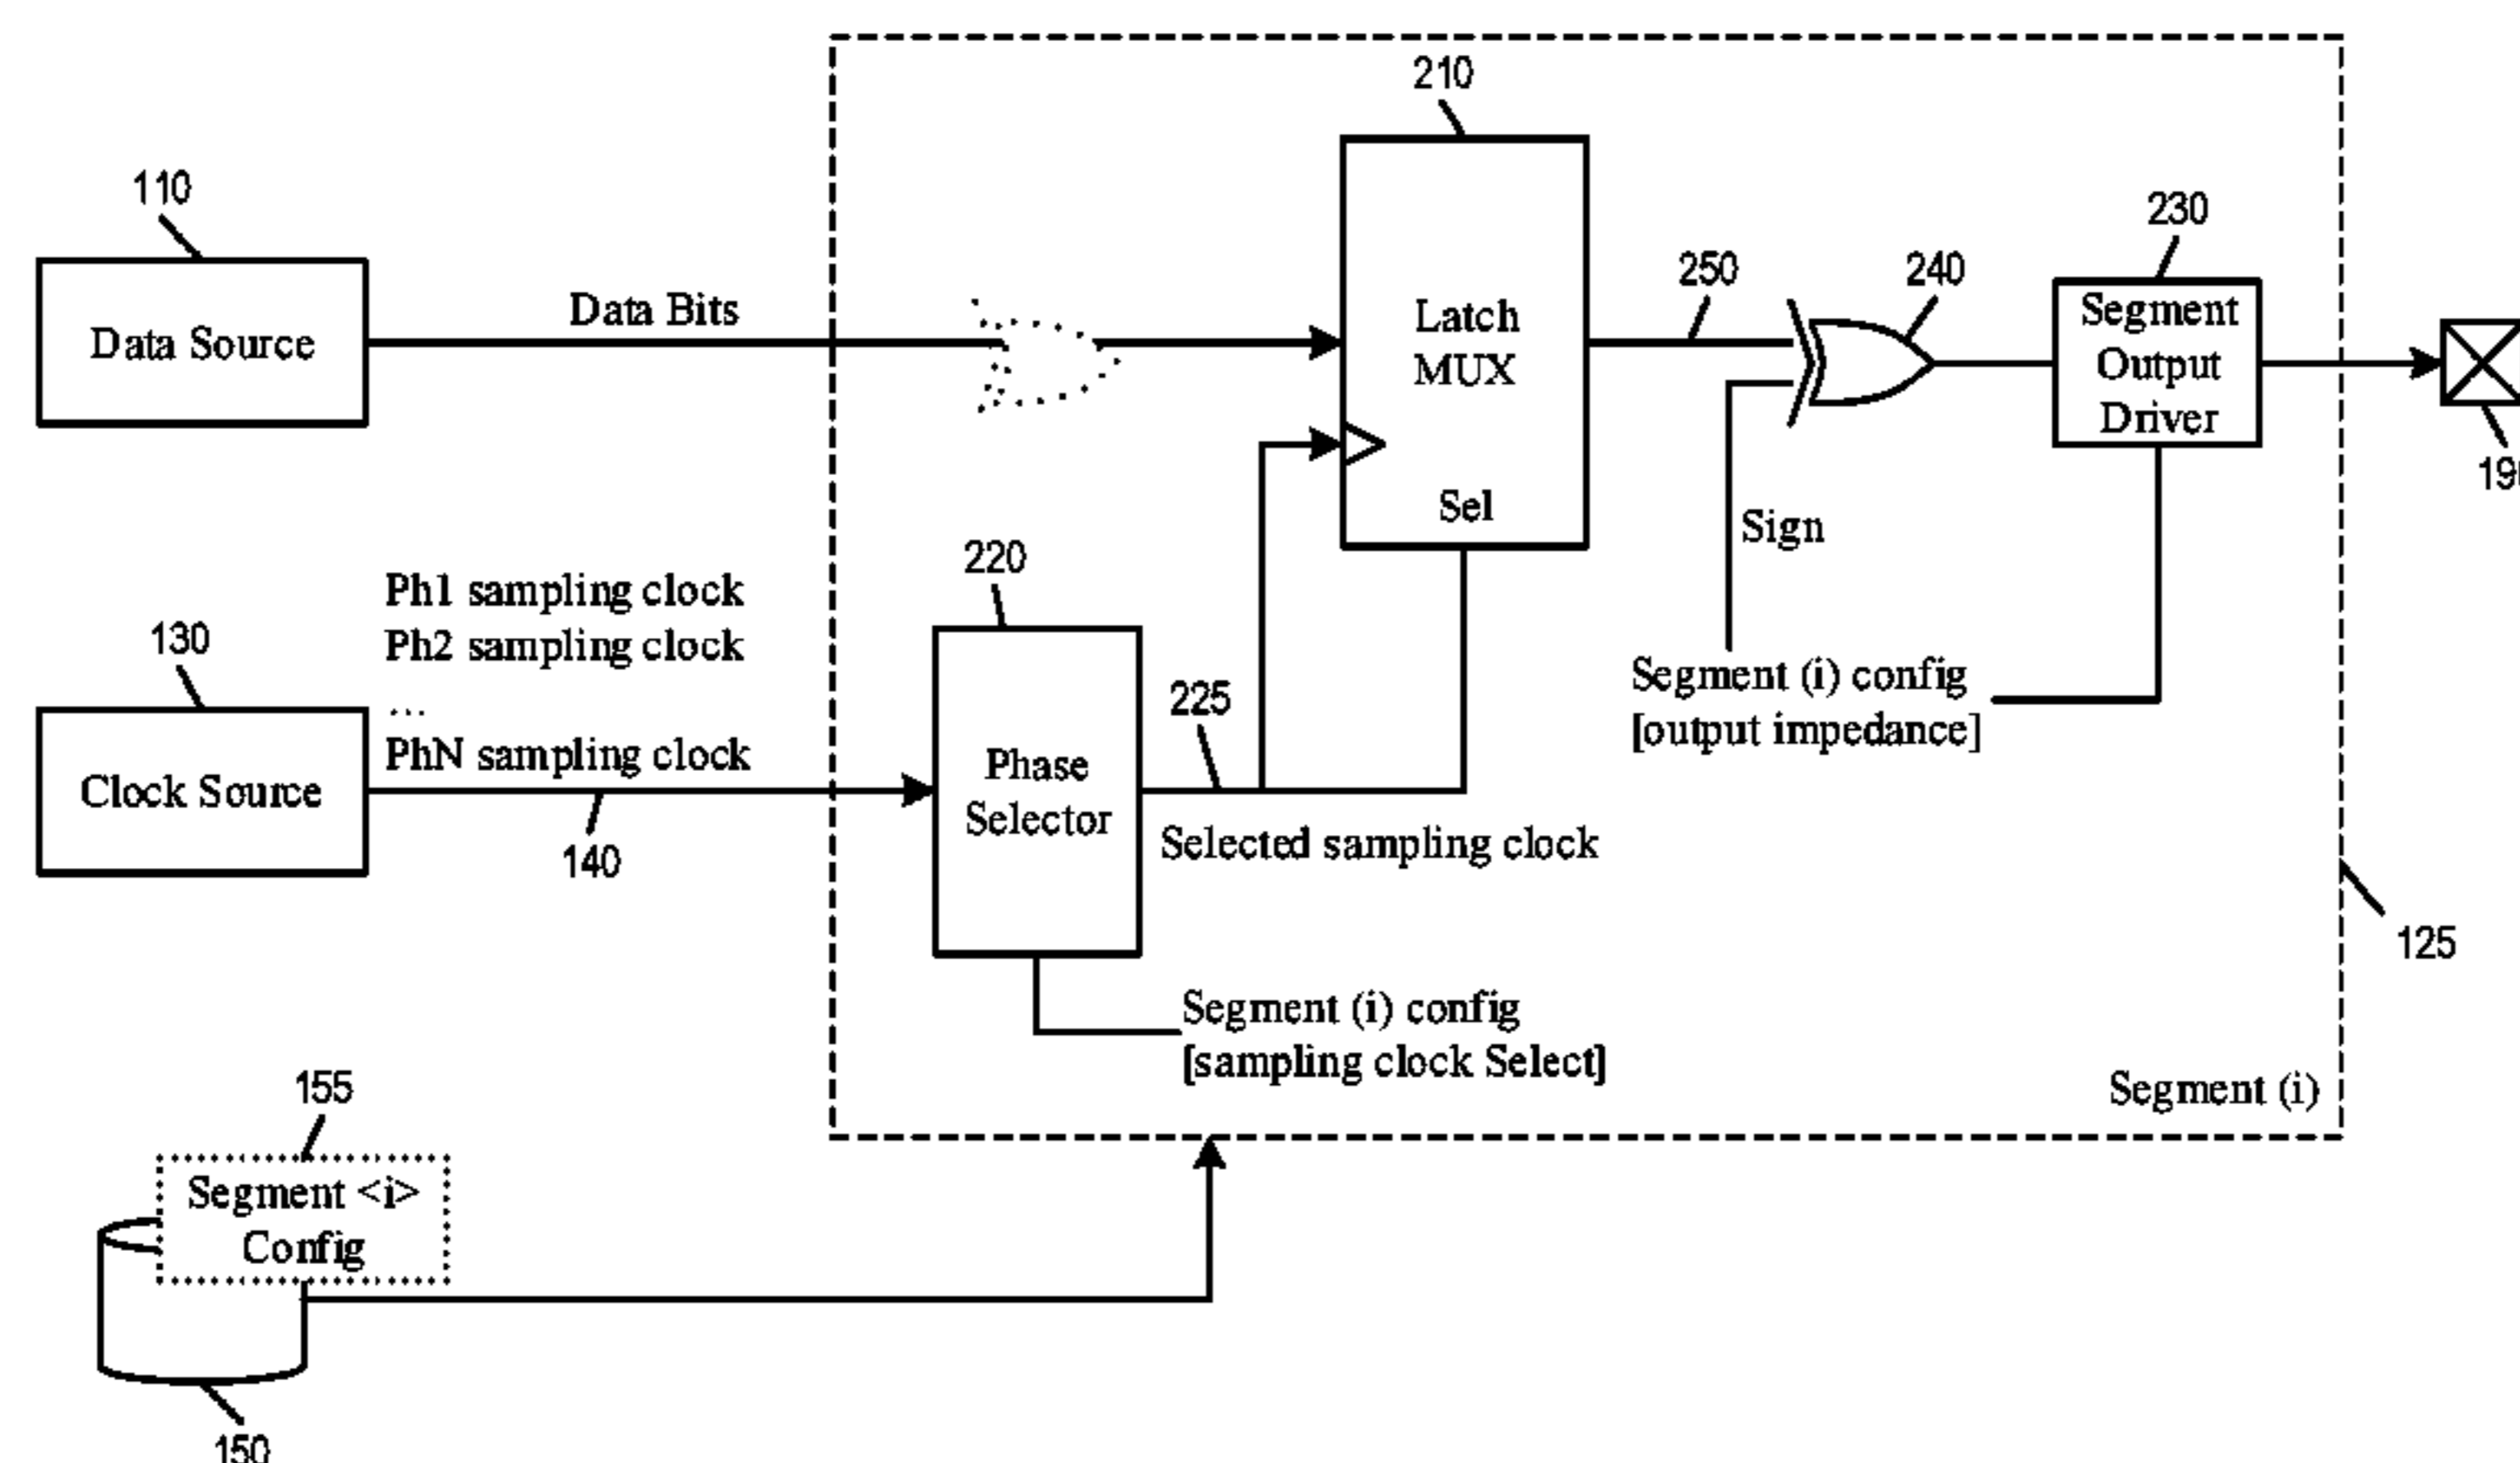 210
110
230
Data Source
Data Bits
Latch
MUX
Sel
250
240
Segment
Output
Driver
Sign
220
Ph1 sampling clock
Ph2 sampling clock
...
PhN sampling clock
130
Clock Source
140
Phase
Selector
225
Selected sampling clock
Segment (i) config
[output impedance]
125
Segment (i) config
[sampling clock Select]
Segment (i)
155
Segment <i>
Config
150